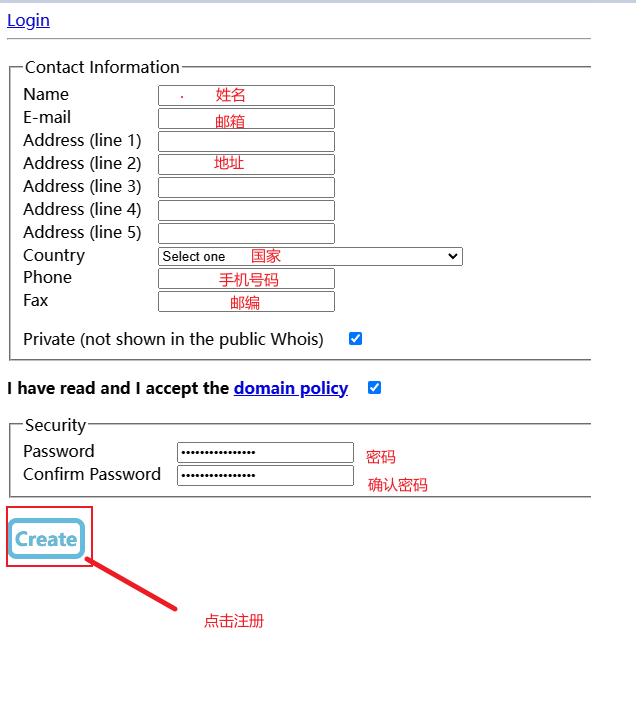 Login
Contact Information
Name 姓名
E-mail 邮箱
Address (line 1)
Address (line 2) 地址
Address (line 3)
Address (line 4)
Address (line 5)
Country Select one 国家
Phone 手机号码
Fax 邮编
Private (not shown in the public Whois)
I have read and I accept the domain policy
Security
Password •••••••••••••••• 密码
Confirm Password •••••••••••••••• 确认密码
Create
点击注册